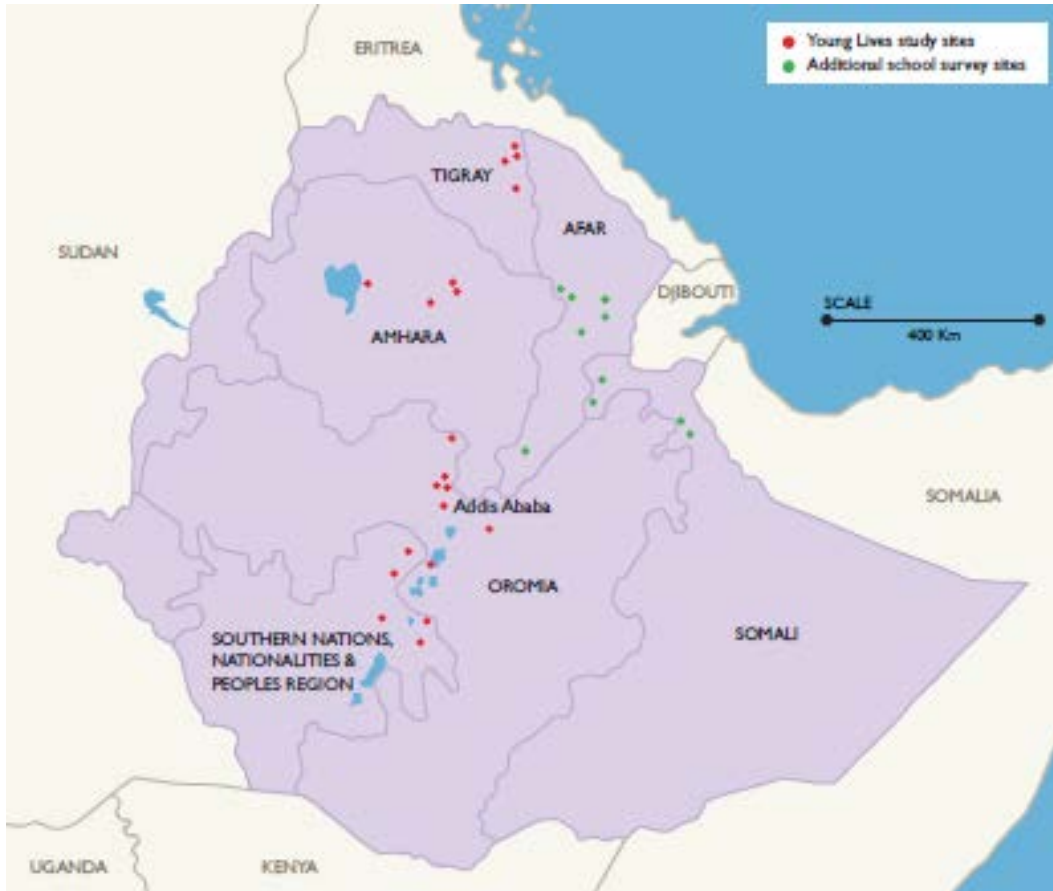 ERITREA
Young Lives study sites
Additional school survey sites
TIGRAY
AFAR
SUDAN
DJIBOUTI
SCALE
400 Km
AMHARA
Addis Ababa
SOMALIA
OROMIA
SOMALI
SOUTHERN NATIONS,
NATIONALITIES &
PEOPLES REGION
UGANDA
KENYA